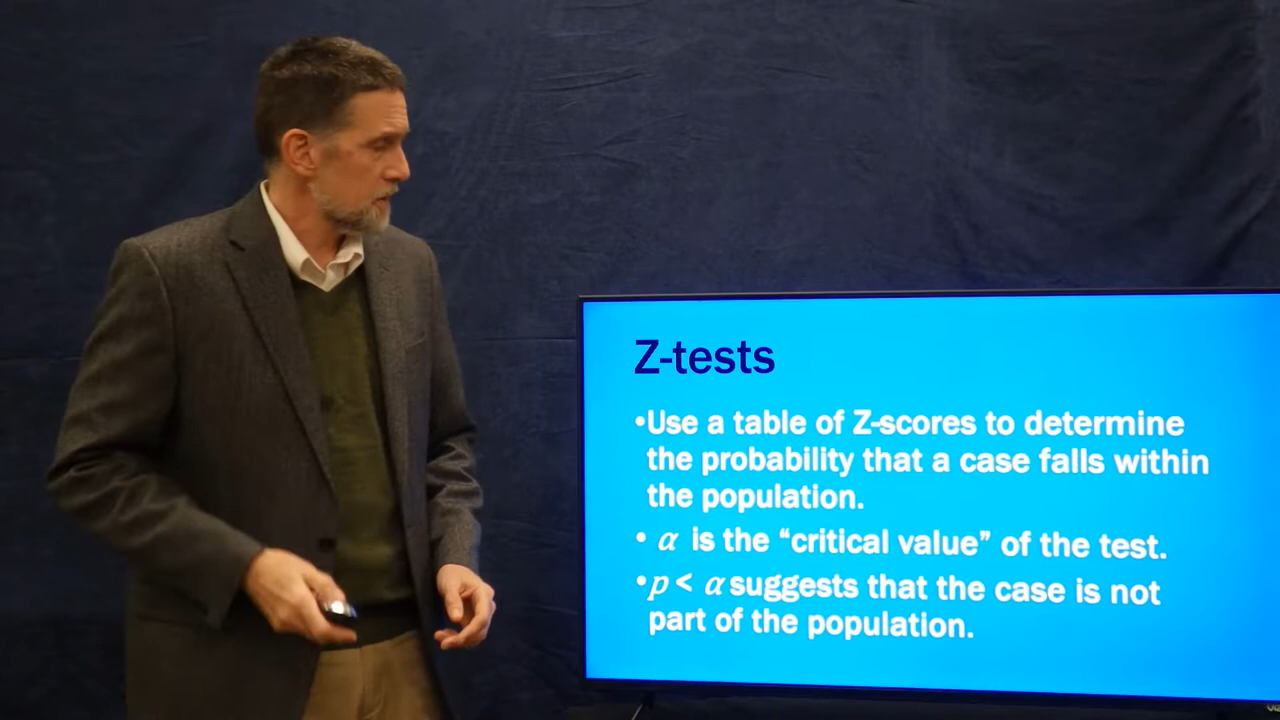 Z-tests
•Use a table of Z-scores to determine
the probability that a case falls within
the population.
• α is the “critical value” of the test.
•p < α suggests that the case is not
part of the population.